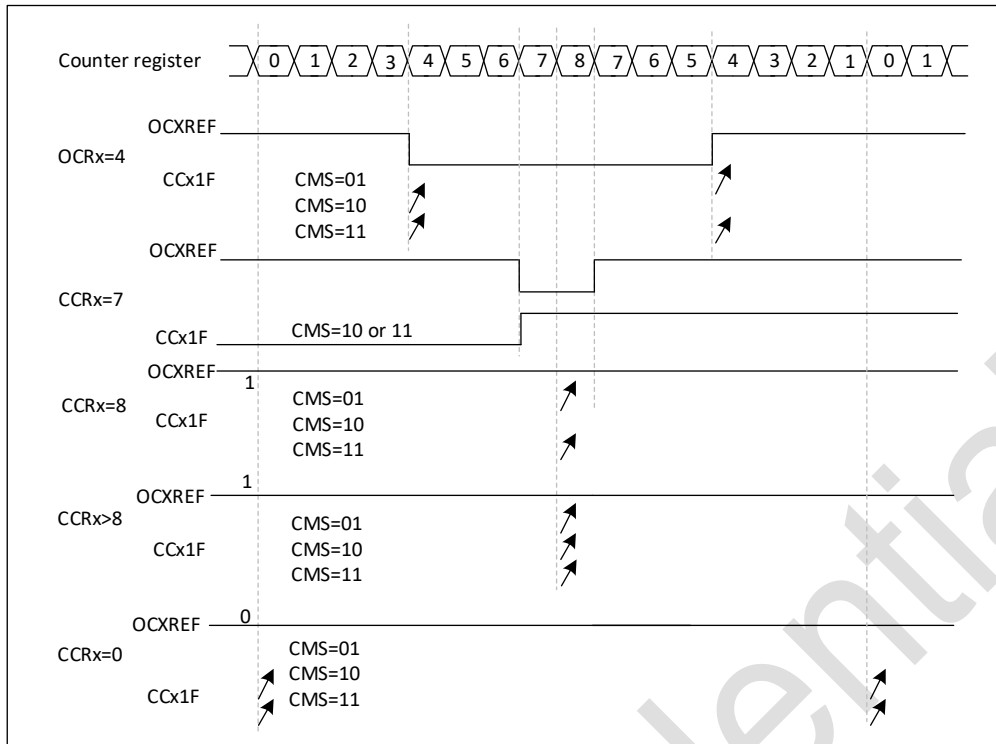 Counter register 0 1 2 3 4 5 6 7 8 7 6 5 4 3 2 1 0 1
OCXREF
OCRx=4
CCx1F
CMS=01
CMS=10
CMS=11
OCXREF
CCRx=7
CCx1F
CMS=10 or 11
OCXREF
1
CCRx=8
CCx1F
CMS=01
CMS=10
CMS=11
OCXREF
1
CCRx>8
CCx1F
CMS=01
CMS=10
CMS=11
OCXREF
0
CCRx=0
CCx1F
CMS=01
CMS=10
CMS=11